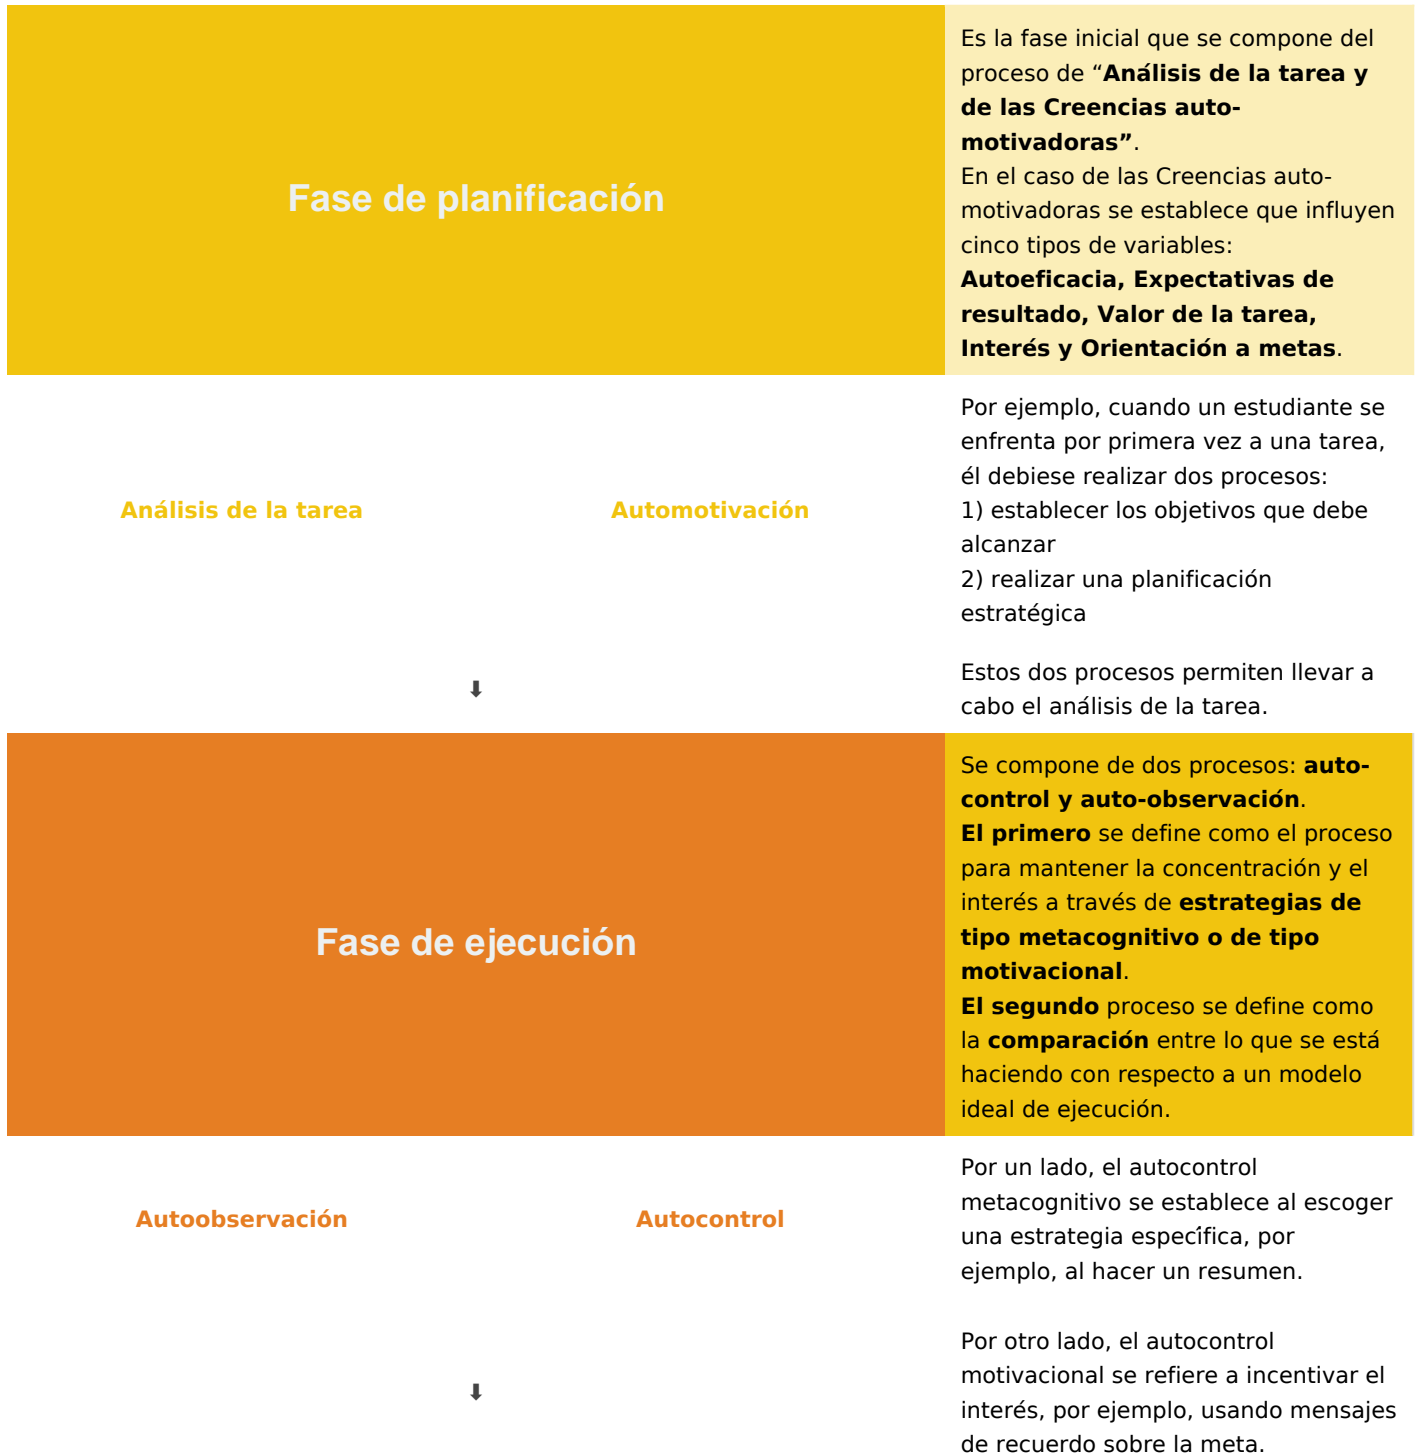 Fase de planificación
Es la fase inicial que se compone del
proceso de “Análisis de la tarea y
de las Creencias auto-
motivadoras”.
En el caso de las Creencias auto-
motivadoras se establece que influyen
cinco tipos de variables:
Autoeficacia, Expectativas de
resultado, Valor de la tarea,
Interés y Orientación a metas.
Análisis de la tarea
Automotivación
Por ejemplo, cuando un estudiante se
enfrenta por primera vez a una tarea,
él debiese realizar dos procesos:
1) establecer los objetivos que debe
alcanzar
2) realizar una planificación
estratégica
⬇
Estos dos procesos permiten llevar a
cabo el análisis de la tarea.
Fase de ejecución
Se compone de dos procesos: auto-
control y auto-observación.
El primero se define como el proceso
para mantener la concentración y el
interés a través de estrategias de
tipo metacognitivo o de tipo
motivacional.
El segundo proceso se define como
la comparación entre lo que se está
haciendo con respecto a un modelo
ideal de ejecución.
Autoobservación
Autocontrol
Por un lado, el autocontrol
metacognitivo se establece al escoger
una estrategia específica, por
ejemplo, al hacer un resumen.
⬇
Por otro lado, el autocontrol
motivacional se refiere a incentivar el
interés, por ejemplo, usando mensajes
de recuerdo sobre la meta.